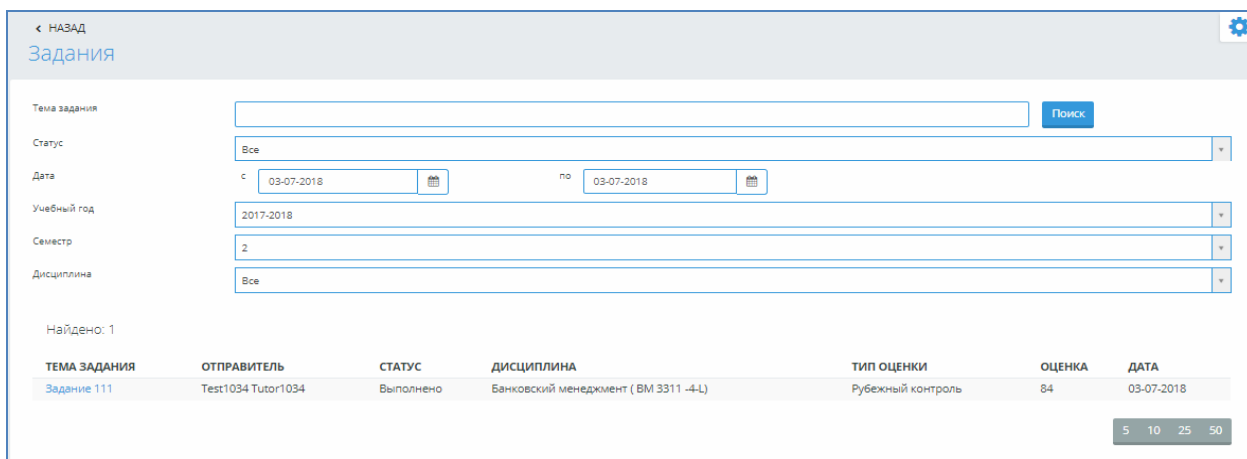 НАЗАД
Задания
Тема задания
Поиск
Статус Все
Дата с 03-07-2018 по 03-07-2018
Учебный год 2017-2018
Семестр 2
Дисциплина Все
Найдено: 1
ТЕМА ЗАДАНИЯ ОТПРАВИТЕЛЬ СТАТУС ДИСЦИПЛИНА ТИП ОЦЕНКИ ОЦЕНКА ДАТА
Задание 111 Test1034 Tutor1034 Выполнено Банковский менеджмент ( BM 3311 -4-L) Рубежный контроль 84 03-07-2018
5 10 25 50